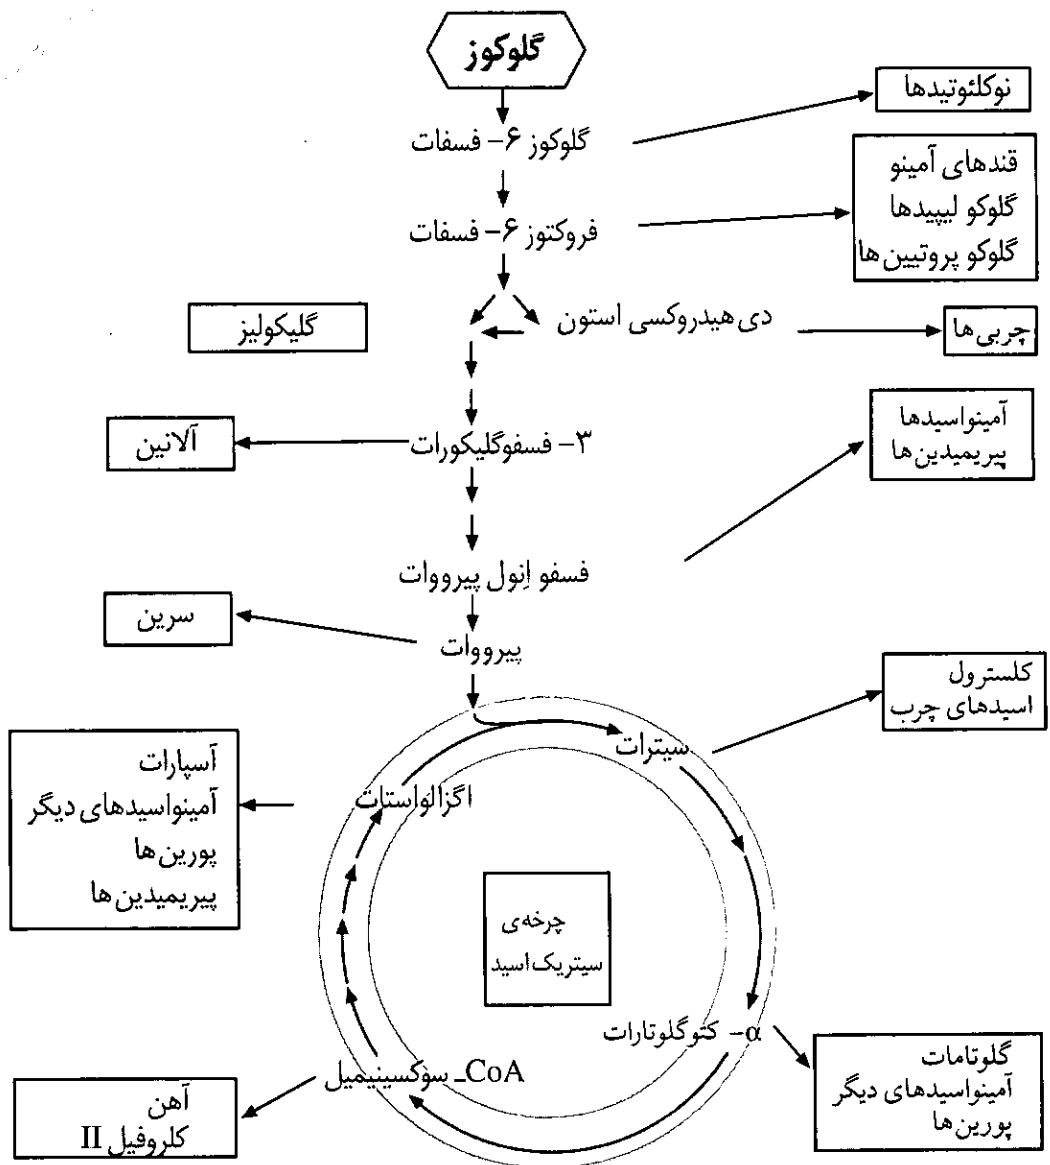 گلوکوز
نوکلئوتیدها
گلوکوز ۶- فسفات
قندهای آمینو
گلوکو لیپیدها
گلوکو پروتیین ها
فروکتوز ۶- فسفات
دی هیدروکسی استون
چربی ها
گلیکولیز
آمینواسیدها
پیریمیدین ها
۳- فسفوگلیکورات
آلانین
فسفو اِنول پیرووات
سرین
پیرووات
کلسترول
اسیدهای چرب
سیترات
اگزالواستات
آسپارات
آمینواسیدهای دیگر
پورین ها
پیریمیدین ها
چرخه‌ی
سیتریک اسید
α- کتوگلوتارات
گلوتامات
آمینواسیدهای دیگر
پورین ها
سوکسینیمیل ـCoA
آهن
کلروفیل II